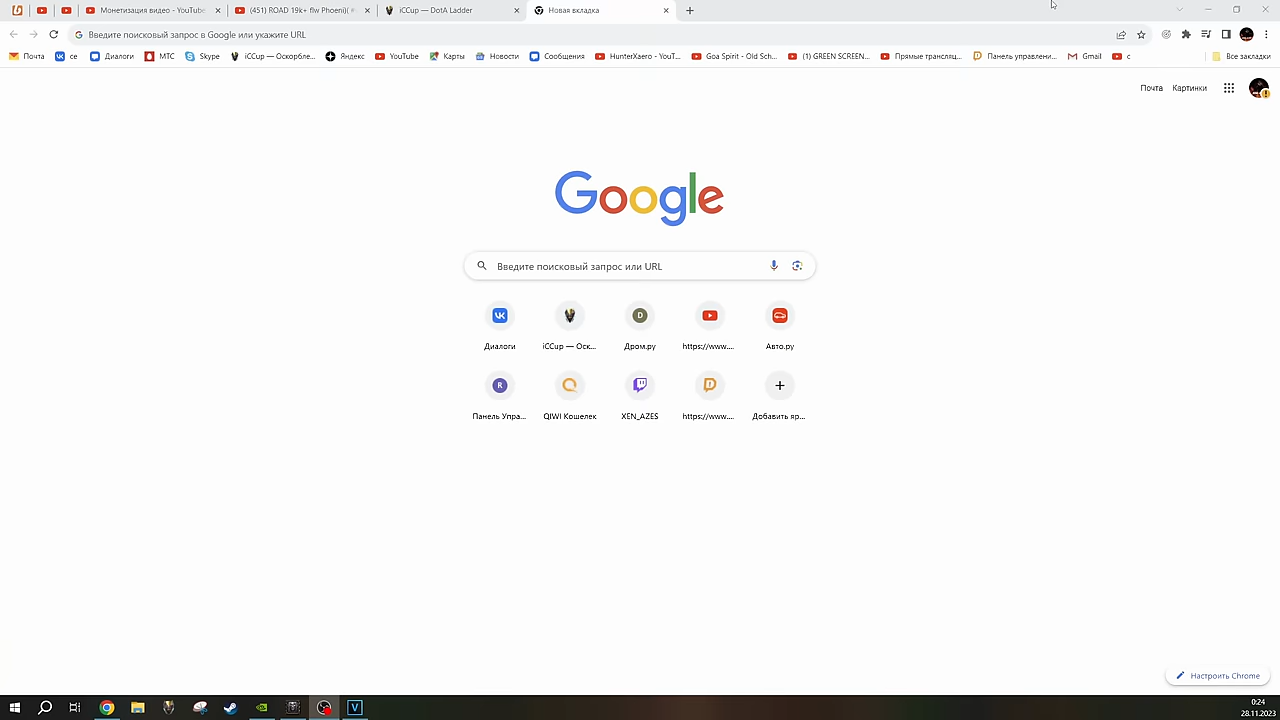 Монетизация видео - YouTube
(451) ROAD 19k+ flw Phoenij( #
iCCup — DotA Ladder
Новая вкладка
Введите поисковый запрос в Google или укажите URL
Почта
се
Диалоги
МТС
Skype
iCCup — Оскорбле...
Яндекс
YouTube
Карты
Новости
Сообщения
HunterXaero - YouT...
Goa Spirit - Old Sch...
(1) GREEN SCREEN...
Прямые трансляц...
Панель управлени...
Gmail
с
Все закладки
Почта
Картинки
Google
Введите поисковый запрос или URL
Диалоги
iCCup — Оск...
D
Дром.ру
https://www....
Авто.ру
R
Панель Упра...
QIWI Кошелек
XEN_AZES
https://www....
Добавить яр...
Настроить Chrome
V
0:24
28.11.2023